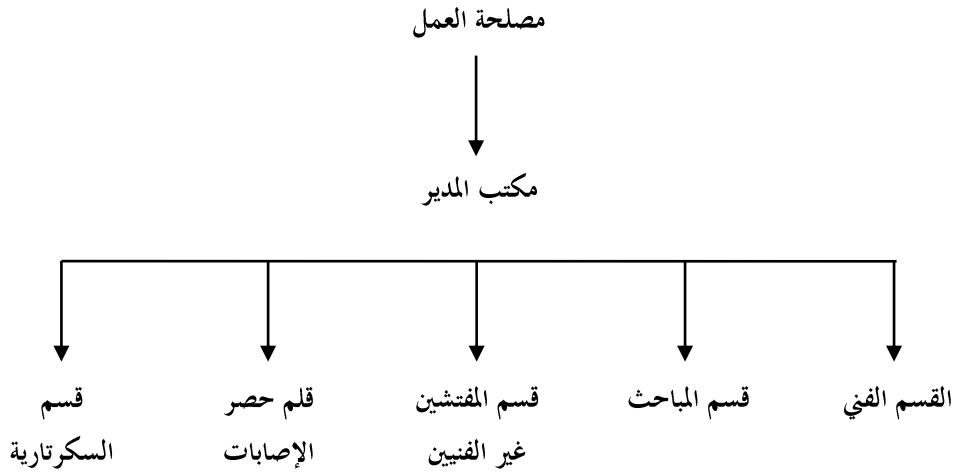 مصلحة العمل
مكتب المدير
القسم الفني
قسم المباحث
قسم المفتشين
غير الفنيين
قلم حصر
الإصابات
قسم
السكرتارية